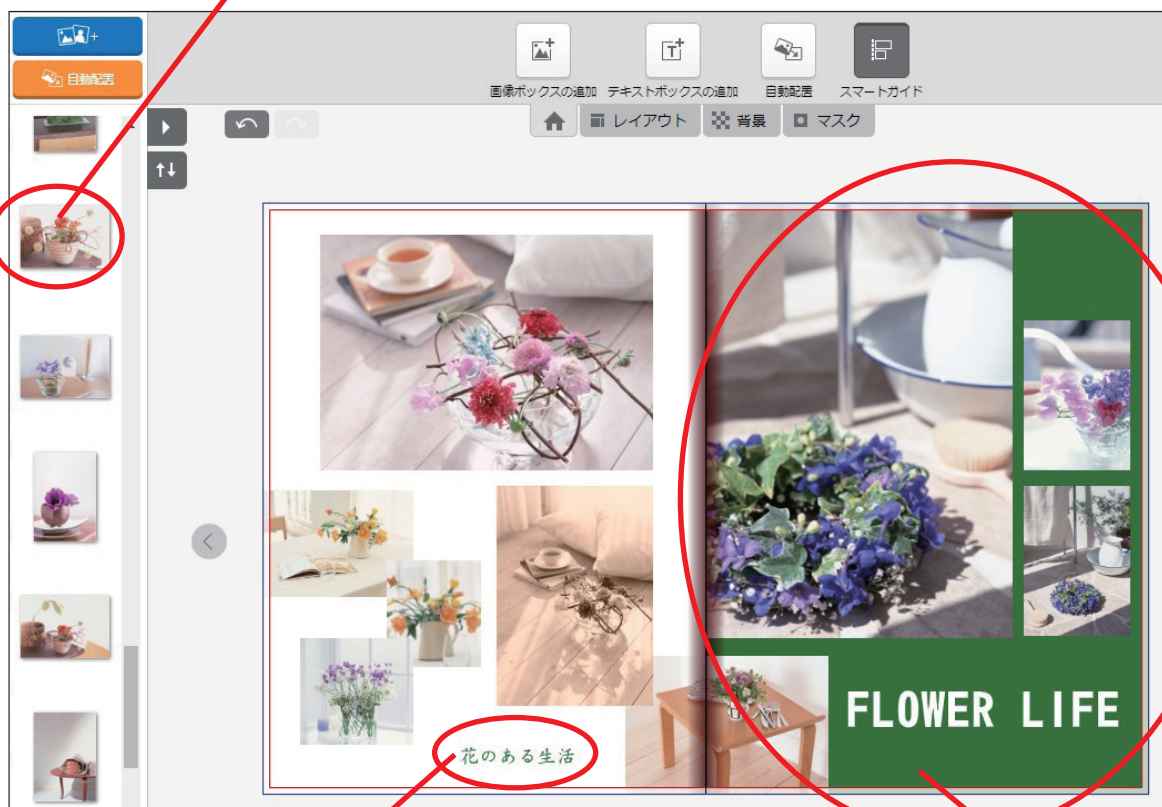 +
自動配置
画像ボックスの追加
テキストボックスの追加
自動配置
スマートガイド
レイアウト
背景
マスク
花のある生活
FLOWER LIFE